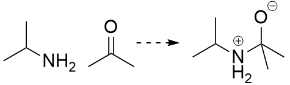 NH₂
O
O ⊖
⊕
N
H₂